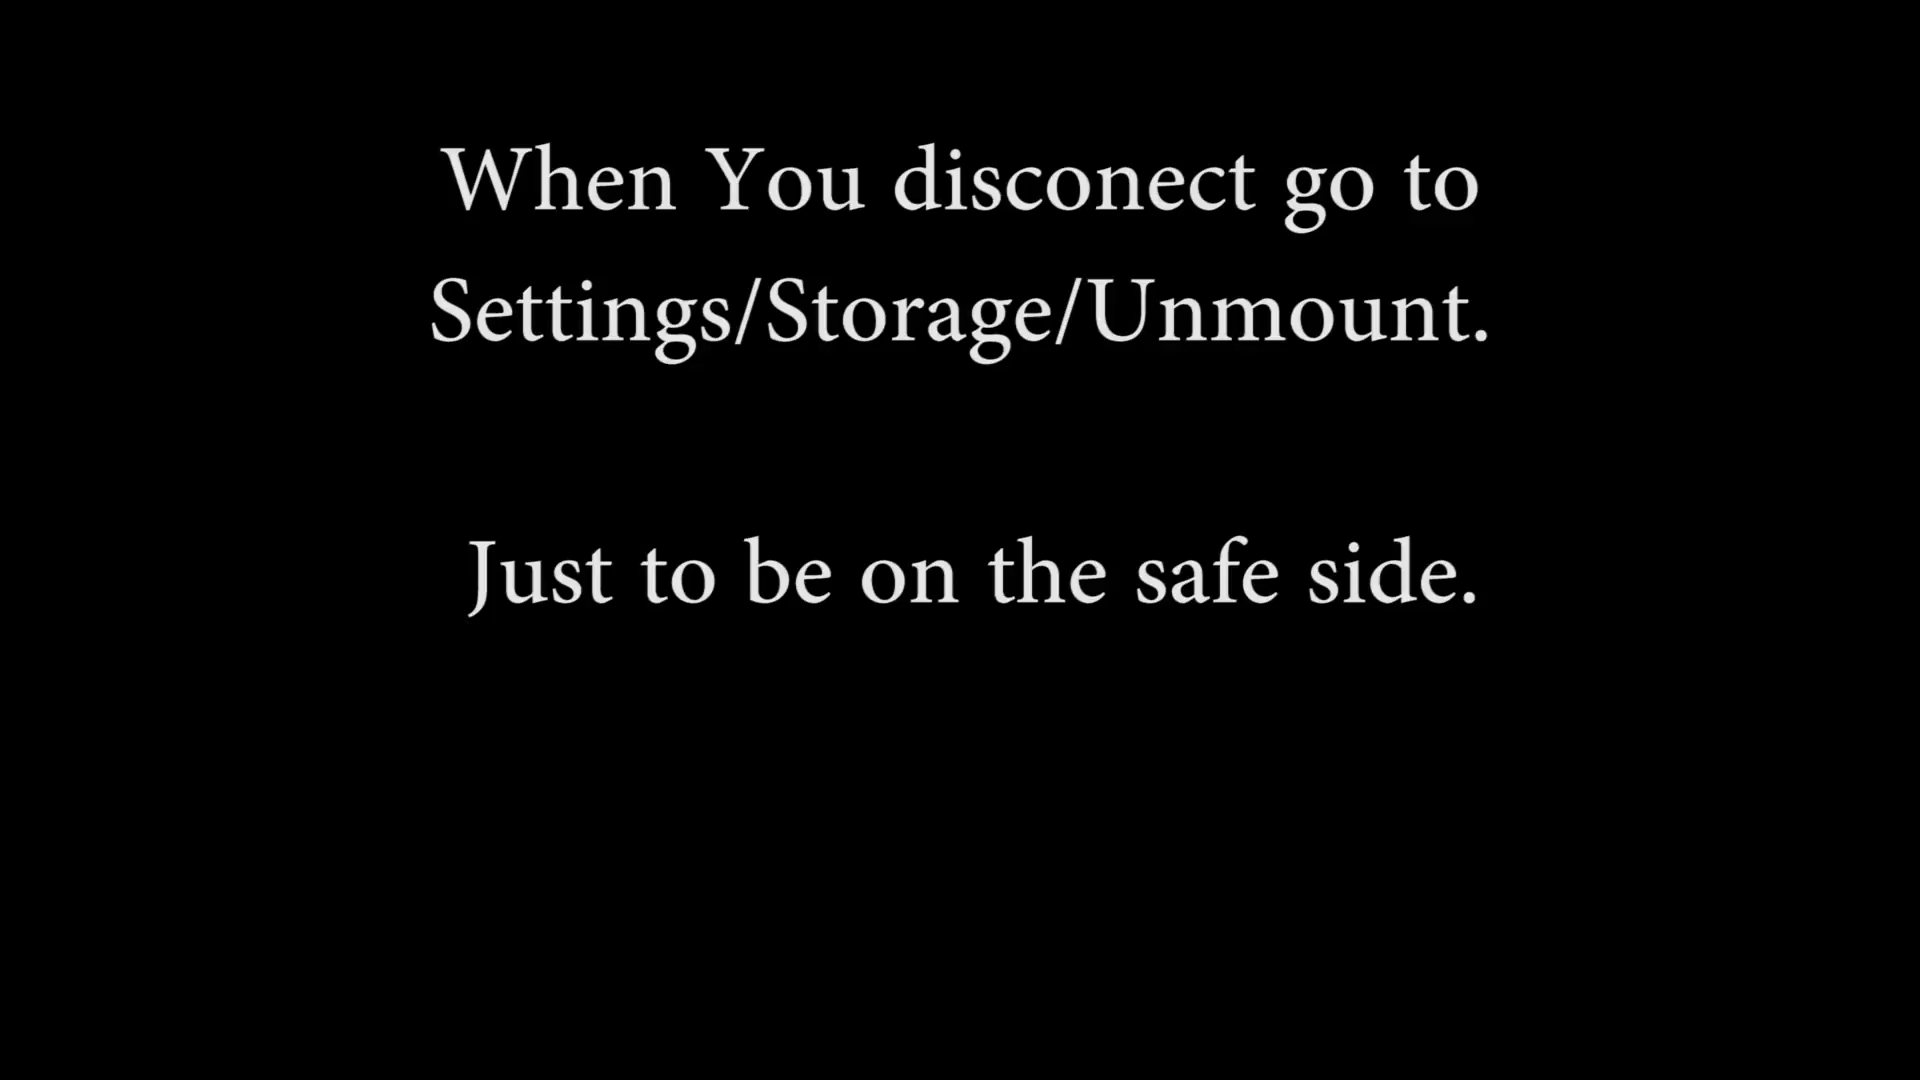 When You disconect go to
Settings/Storage/Unmount.
Just to be on the safe side.